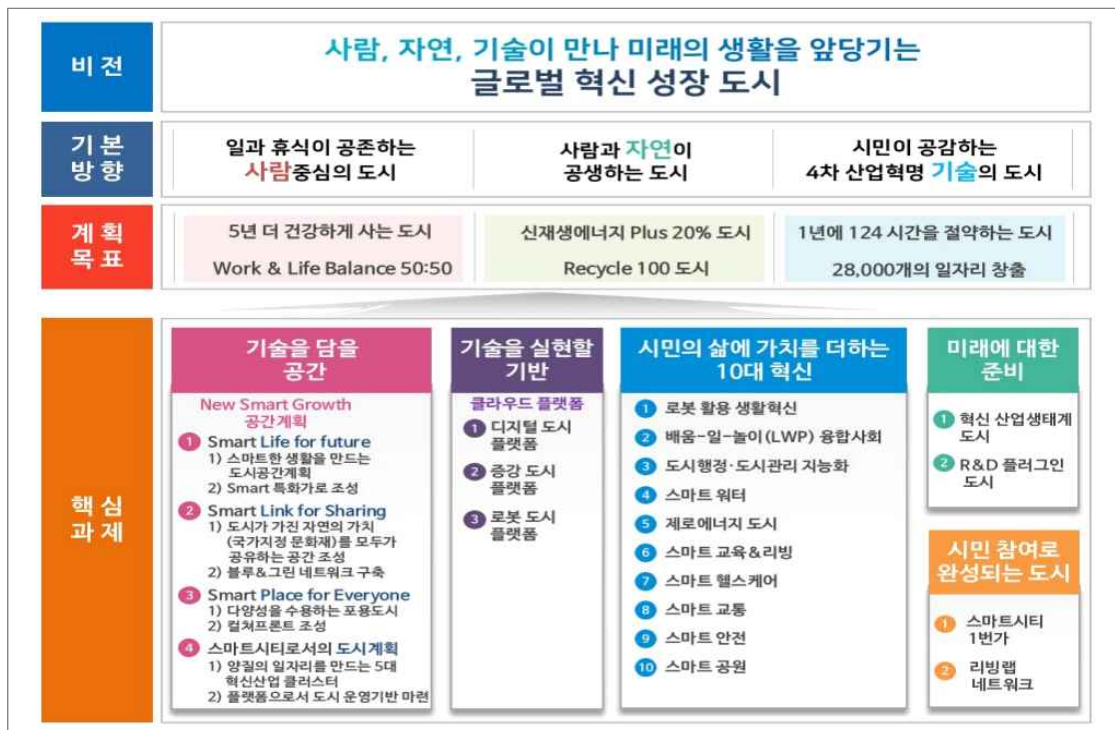 비 전
사람, 자연, 기술이 만나 미래의 생활을 앞당기는
글로벌 혁신 성장 도시
기 본
방 향
일과 휴식이 공존하는
사람중심의 도시
사람과 자연이
공생하는 도시
시민이 공감하는
4차 산업혁명 기술의 도시
계 획
목 표
5년 더 건강하게 사는 도시
Work & Life Balance 50:50
신재생에너지 Plus 20% 도시
Recycle 100 도시
1년에 124 시간을 절약하는 도시
28,000개의 일자리 창출
핵 심
과 제
기술을 담을
공간
New Smart Growth
공간계획
1 Smart Life for future
1) 스마트한 생활을 만드는
도시공간계획
2) Smart 특화가로 조성
2 Smart Link for Sharing
1) 도시가 가진 자연의 가치
(국가지정 문화재)를 모두가
공유하는 공간 조성
2) 블루&그린 네트워크 구축
3 Smart Place for Everyone
1) 다양성을 수용하는 포용도시
2) 컬쳐프론트 조성
4 스마트시티로서의 도시계획
1) 양질의 일자리를 만드는 5대
혁신산업 클러스터
2) 플랫폼으로서 도시 운영기반 마련
기술을 실현할
기반
클라우드 플랫폼
1 디지털 도시
플랫폼
2 증강 도시
플랫폼
3 로봇 도시
플랫폼
시민의 삶에 가치를 더하는
10대 혁신
1 로봇 활용 생활혁신
2 배움-일-놀이(LWP) 융합사회
3 도시행정·도시관리 지능화
4 스마트 워터
5 제로에너지 도시
6 스마트 교육&리빙
7 스마트 헬스케어
8 스마트 교통
9 스마트 안전
10 스마트 공원
미래에 대한
준비
1 혁신 산업생태계
도시
2 R&D 플러그인
도시
시민 참여로
완성되는 도시
1 스마트시티
1번가
2 리빙랩
네트워크